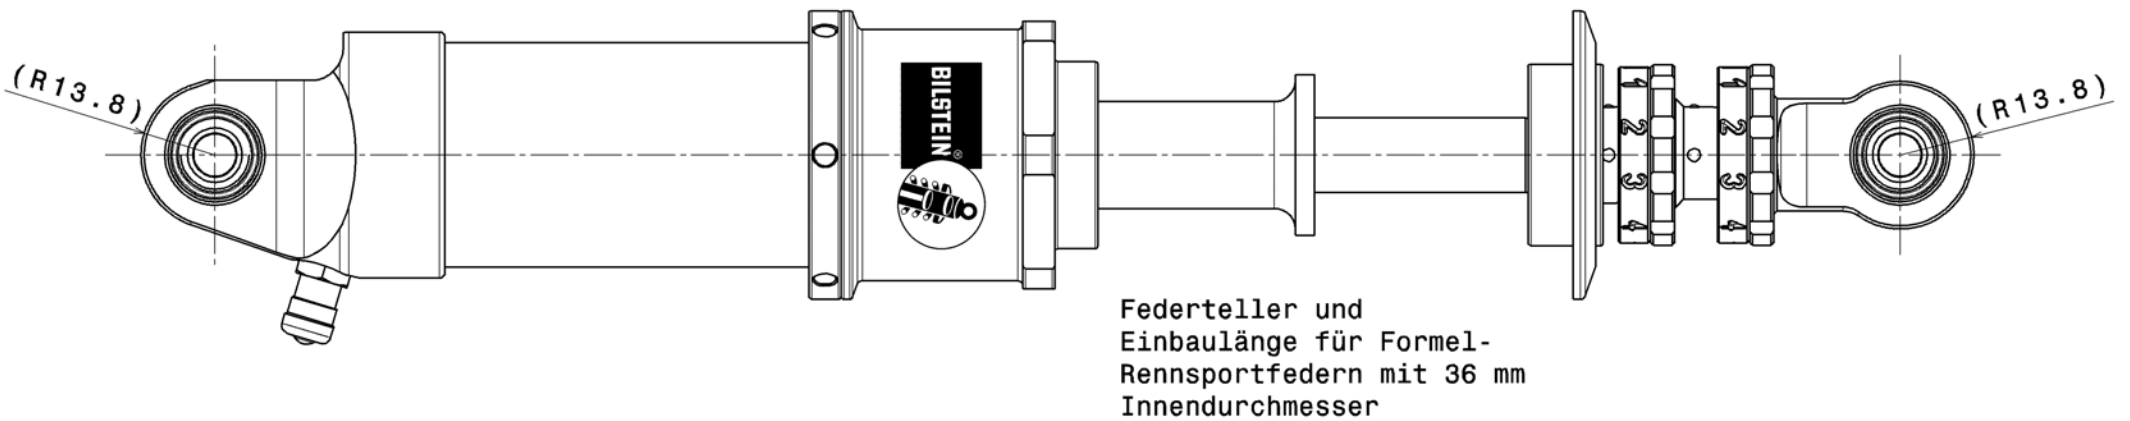 (R13.8)
BILSTEIN®
1
2
3
4
1
2
3
4
(R13.8)
Federteller und
Einbaulänge für Formel-
Rennsportfedern mit 36 mm
Innendurchmesser